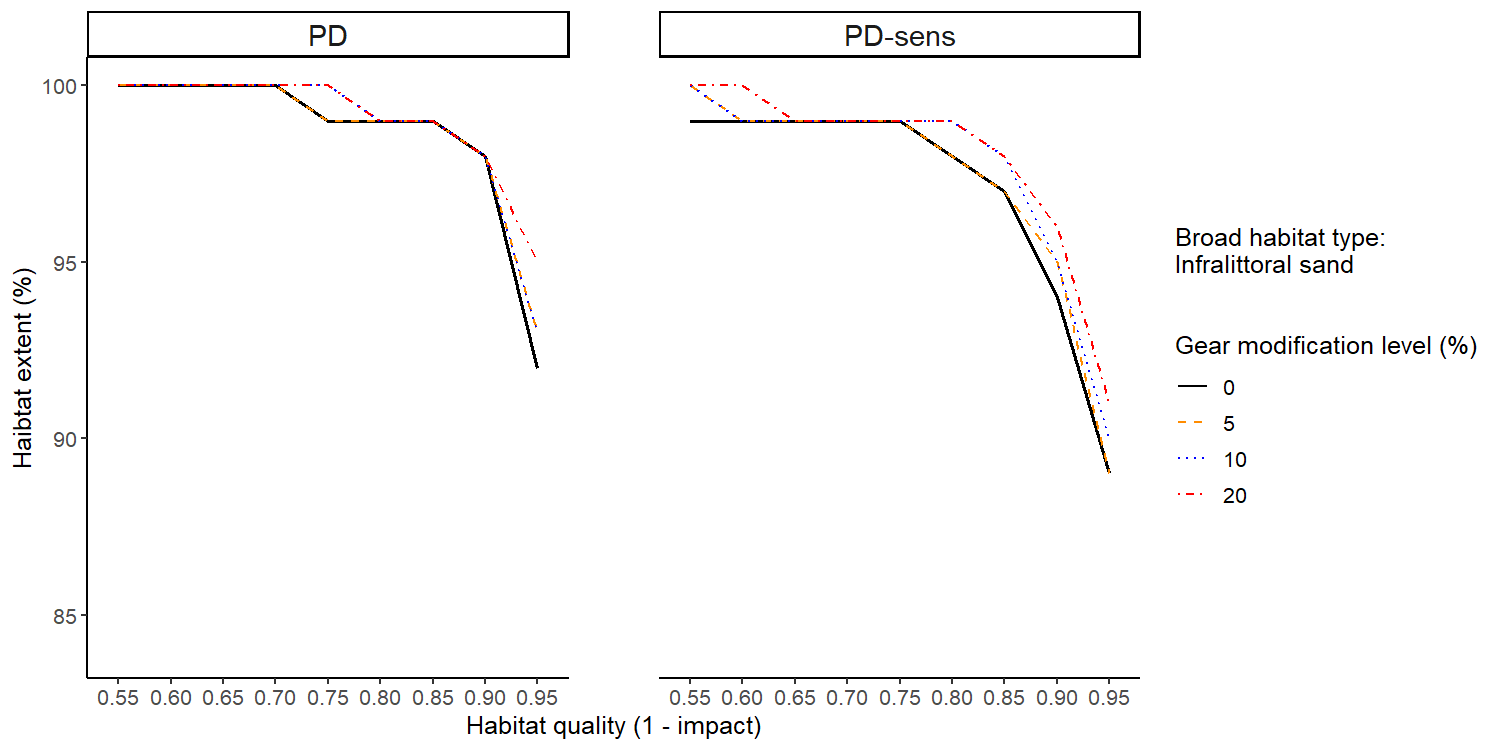 PD
PD-sens
100
95
90
85
Haibtat extent (%)
0.55 0.60 0.65 0.70 0.75 0.80 0.85 0.90 0.95
0.55 0.60 0.65 0.70 0.75 0.80 0.85 0.90 0.95
Habitat quality (1 - impact)
Broad habitat type:
Infralittoral sand
Gear modification level (%)
0
5
10
20